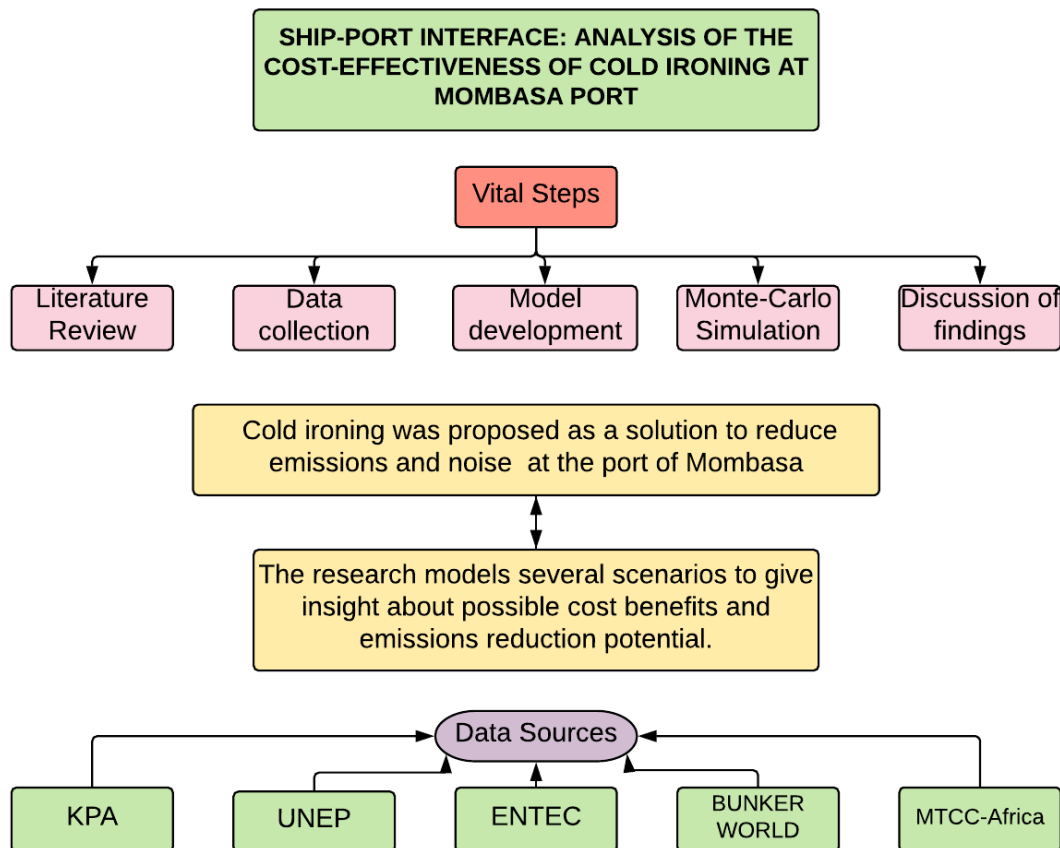 SHIP-PORT INTERFACE: ANALYSIS OF THE
COST-EFFECTIVENESS OF COLD IRONING AT
MOMBASA PORT
Vital Steps
Literature
Review
Data
collection
Model
development
Monte-Carlo
Simulation
Discussion of
findings
Cold ironing was proposed as a solution to reduce
emissions and noise at the port of Mombasa
The research models several scenarios to give
insight about possible cost benefits and
emissions reduction potential.
Data Sources
KPA
UNEP
ENTEC
BUNKER
WORLD
MTCC-Africa